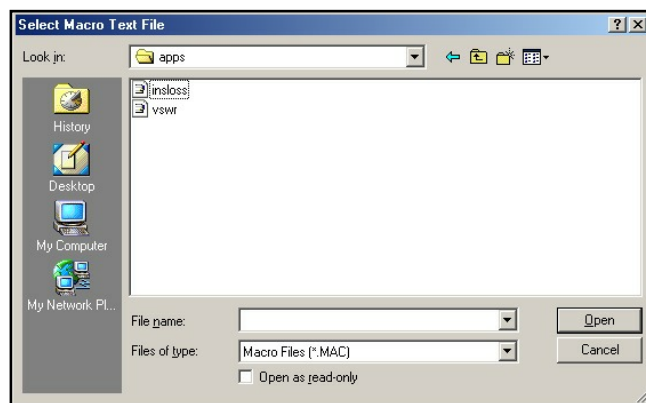 Select Macro Text File
Look in:
apps
History
Desktop
My Computer
My Network Pl...
insloss
vswr
File name:
Open
Files of type:
Macro Files (*.MAC)
Cancel
Open as read-only